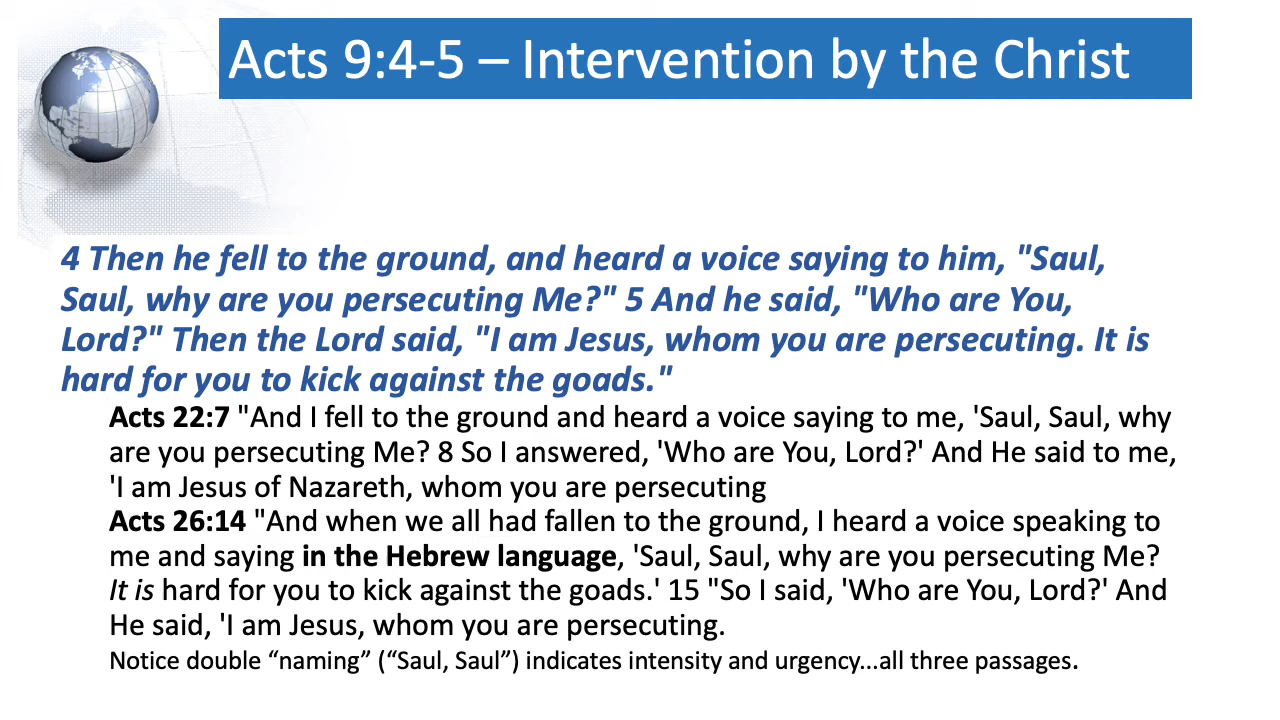 Acts 9:4-5 – Intervention by the Christ
4 Then he fell to the ground, and heard a voice saying to him, "Saul,
Saul, why are you persecuting Me?" 5 And he said, "Who are You,
Lord?" Then the Lord said, "I am Jesus, whom you are persecuting. It is
hard for you to kick against the goads."
Acts 22:7 "And I fell to the ground and heard a voice saying to me, 'Saul, Saul, why
are you persecuting Me? 8 So I answered, 'Who are You, Lord?' And He said to me,
'I am Jesus of Nazareth, whom you are persecuting
Acts 26:14 "And when we all had fallen to the ground, I heard a voice speaking to
me and saying in the Hebrew language, 'Saul, Saul, why are you persecuting Me?
It is hard for you to kick against the goads.' 15 "So I said, 'Who are You, Lord?' And
He said, 'I am Jesus, whom you are persecuting.
Notice double “naming” (“Saul, Saul”) indicates intensity and urgency...all three passages.